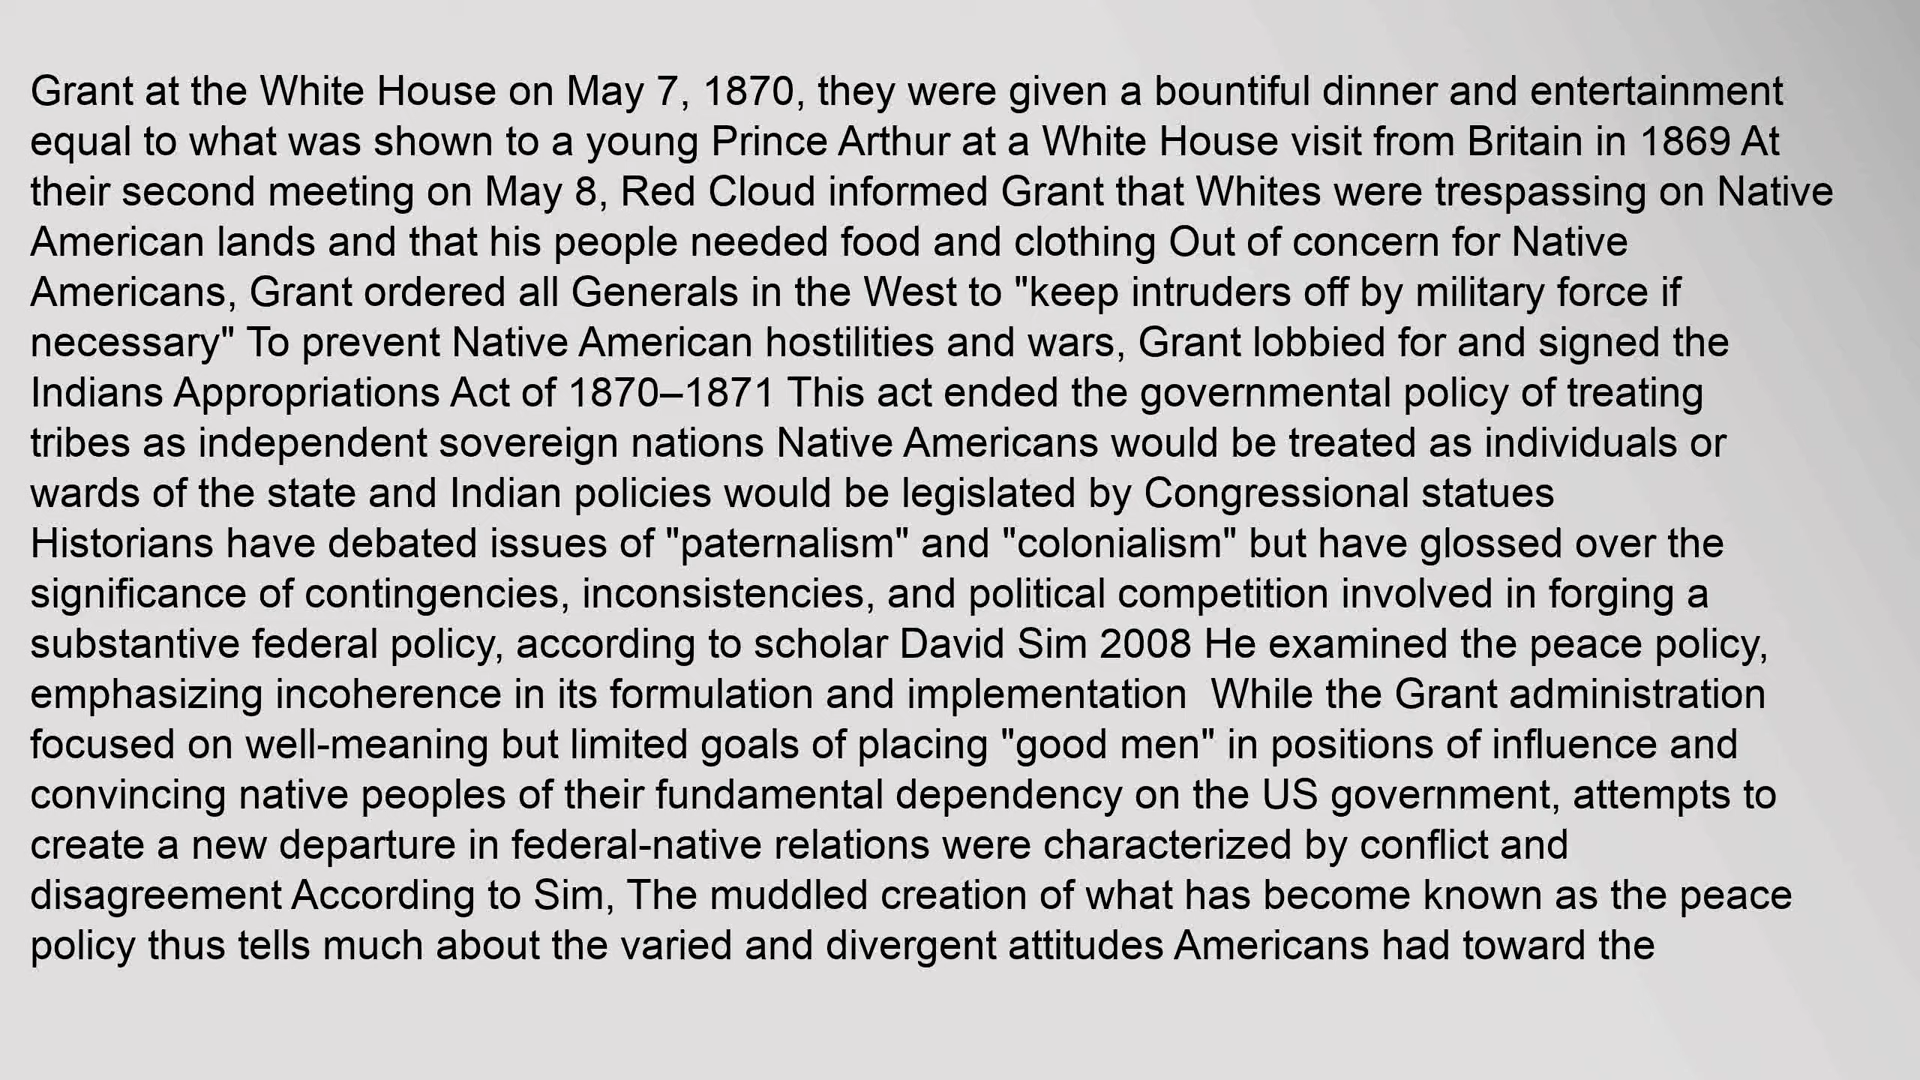 Grant at the White House on May 7, 1870, they were given a bountiful dinner and entertainment
equal to what was shown to a young Prince Arthur at a White House visit from Britain in 1869 At
their second meeting on May 8, Red Cloud informed Grant that Whites were trespassing on Native
American lands and that his people needed food and clothing Out of concern for Native
Americans, Grant ordered all Generals in the West to "keep intruders off by military force if
necessary" To prevent Native American hostilities and wars, Grant lobbied for and signed the
Indians Appropriations Act of 1870–1871 This act ended the governmental policy of treating
tribes as independent sovereign nations Native Americans would be treated as individuals or
wards of the state and Indian policies would be legislated by Congressional statues
Historians have debated issues of "paternalism" and "colonialism" but have glossed over the
significance of contingencies, inconsistencies, and political competition involved in forging a
substantive federal policy, according to scholar David Sim 2008 He examined the peace policy,
emphasizing incoherence in its formulation and implementation  While the Grant administration
focused on well-meaning but limited goals of placing "good men" in positions of influence and
convincing native peoples of their fundamental dependency on the US government, attempts to
create a new departure in federal-native relations were characterized by conflict and
disagreement According to Sim, The muddled creation of what has become known as the peace
policy thus tells much about the varied and divergent attitudes Americans had toward the